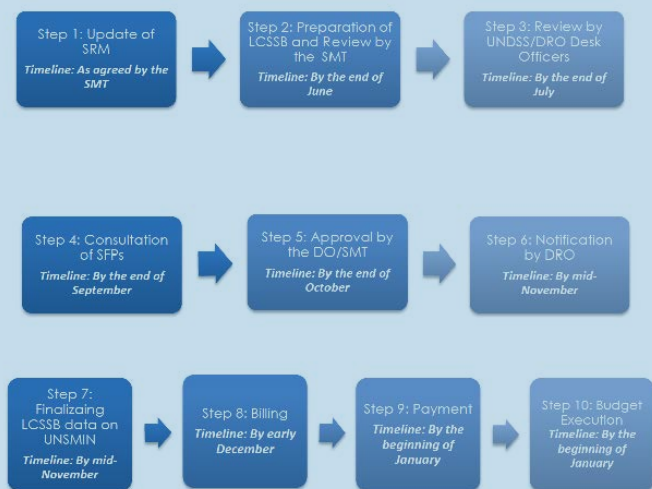 Step 1: Update of
SRM
Timeline: As agreed by the
SMT
Step 2: Preparation of
LCSSB and Review by
the SMT
Timeline: By the end of
June
Step 3: Review by
UNDSS/DRO Desk
Officers
Timeline: By the end of
July
Step 4: Consultation
of SFPs
Timeline: By the end of
September
Step 5: Approval by
the DO/SMT
Timeline: By the end of
October
Step 6: Notification
by DRO
Timeline: By mid-
November
Step 7:
Finalizaing
LCSSB data on
UNSMIN
Timeline: By mid-
November
Step 8: Billing
Timeline: By early
December
Step 9: Payment
Timeline: By the
beginning of
January
Step 10: Budget
Execution
Timeline: By the
beginning of
January